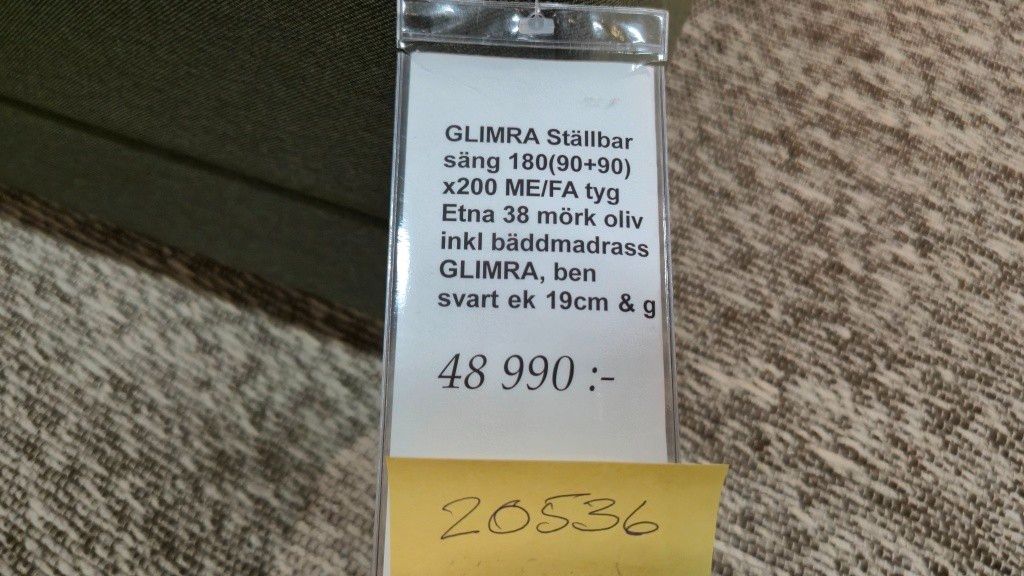 GLIMRA Ställbar
säng 180(90+90)
x200 ME/FA tyg
Etna 38 mörk oliv
inkl bäddmadrass
GLIMRA, ben
svart ek 19cm & g
48 990 :-
20536